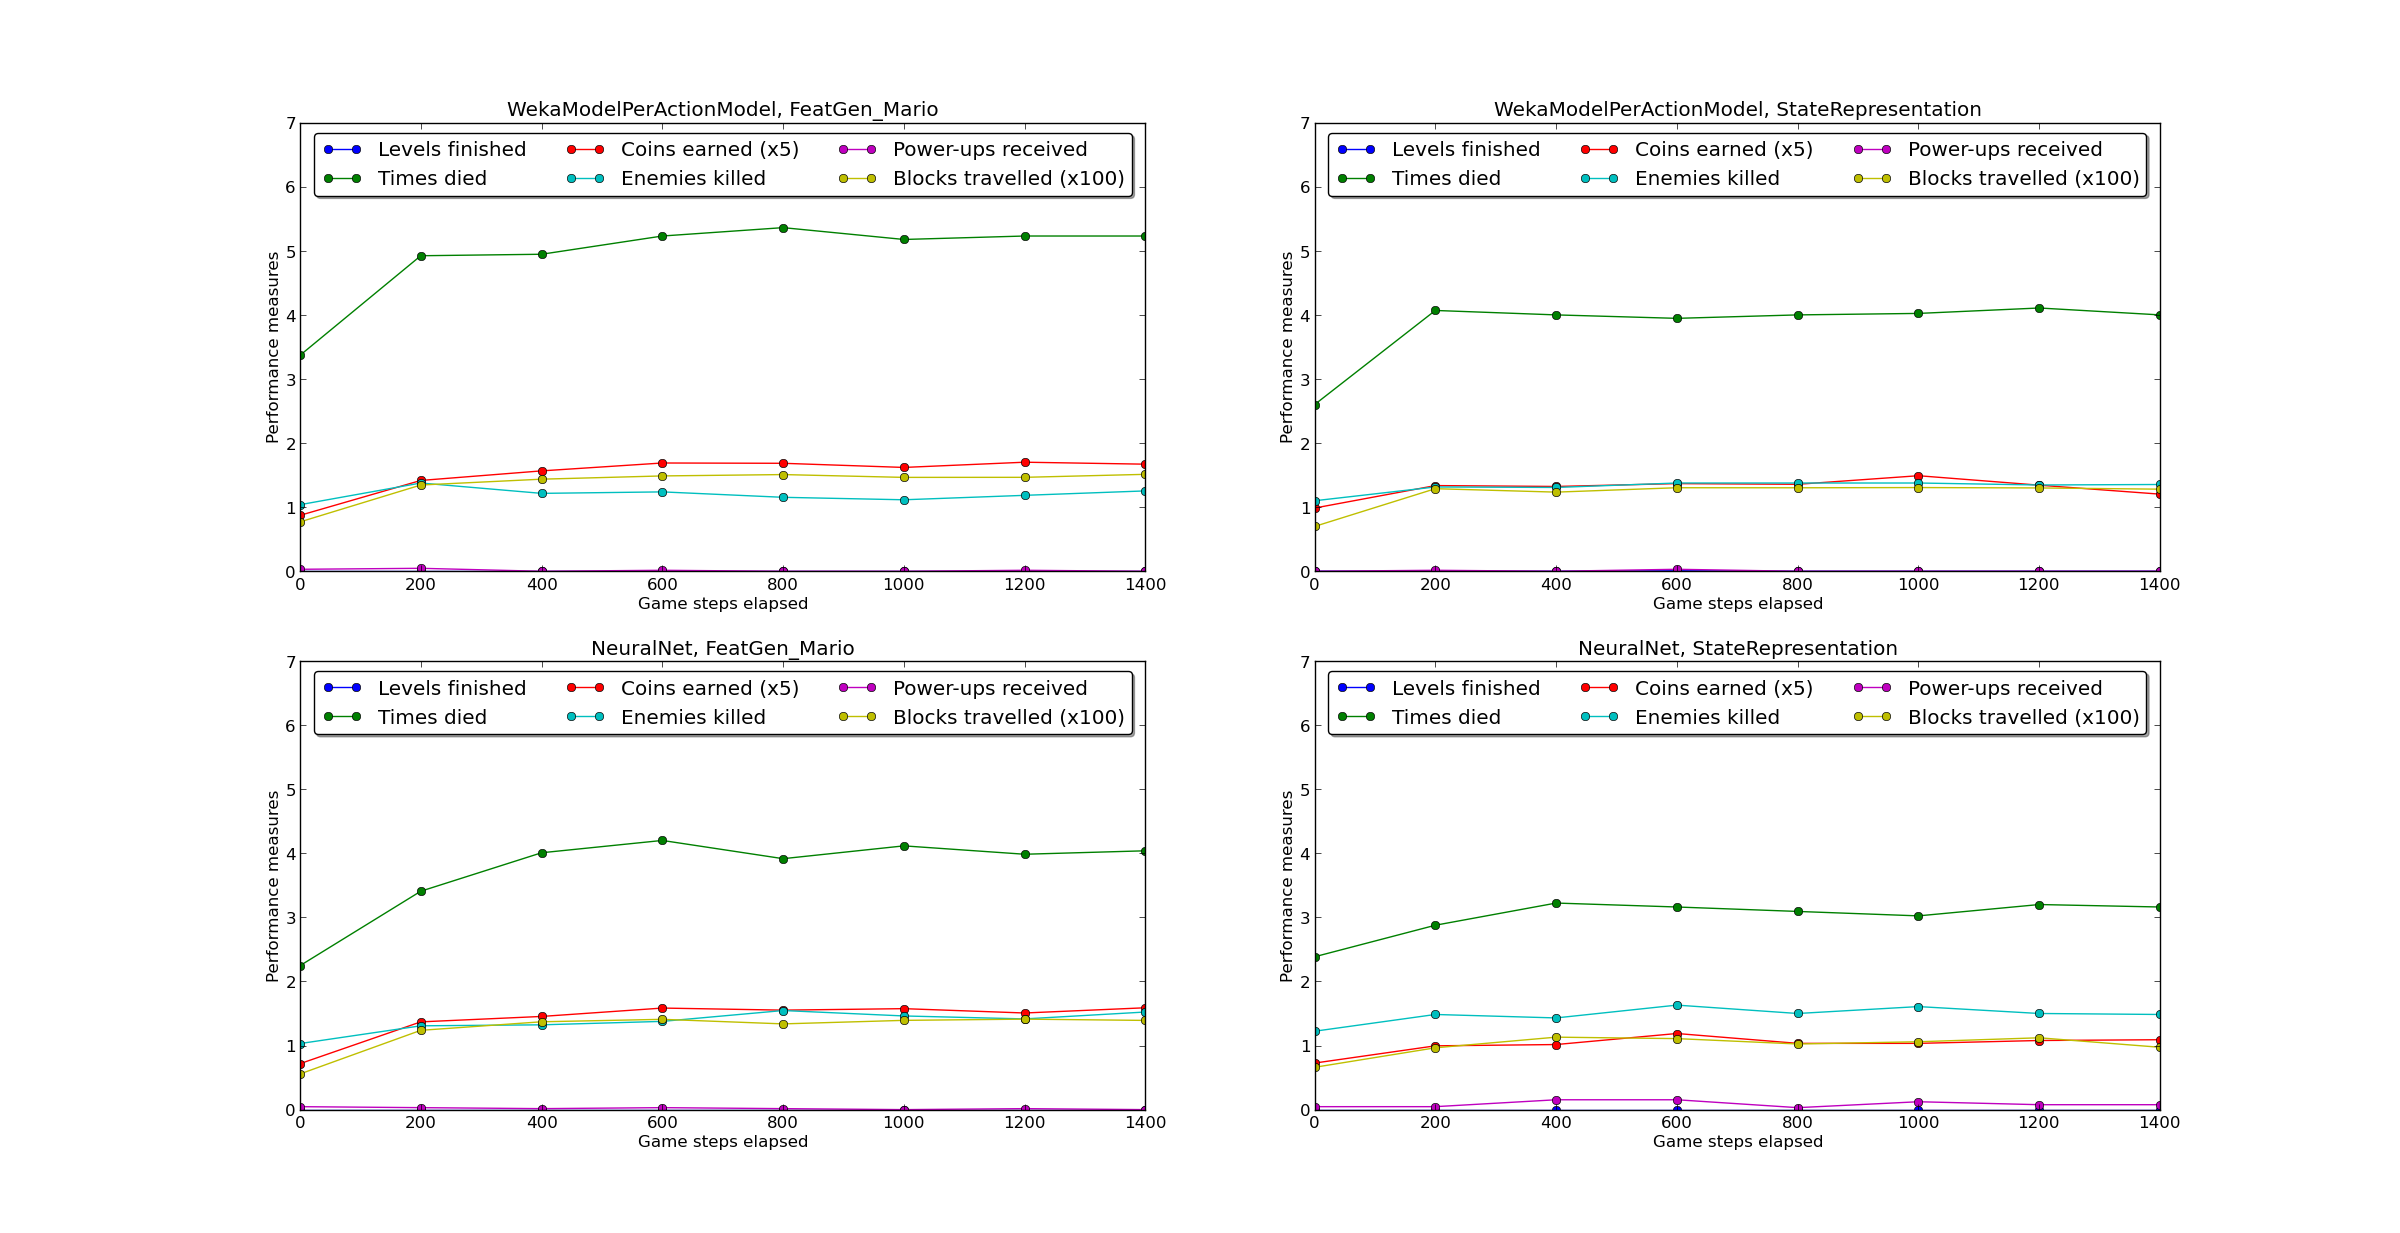 WekaModelPerActionModel, FeatGen_Mario
7
Levels finished Coins earned (x5) Power-ups received
Times died Enemies killed Blocks travelled (x100)
6
5
4
3
2
1
0
Performance measures
0 200 400 600 800 1000 1200 1400
Game steps elapsed
WekaModelPerActionModel, StateRepresentation
7
Levels finished Coins earned (x5) Power-ups received
Times died Enemies killed Blocks travelled (x100)
6
5
4
3
2
1
0
Performance measures
0 200 400 600 800 1000 1200 1400
Game steps elapsed
NeuralNet, FeatGen_Mario
7
Levels finished Coins earned (x5) Power-ups received
Times died Enemies killed Blocks travelled (x100)
6
5
4
3
2
1
0
Performance measures
0 200 400 600 800 1000 1200 1400
Game steps elapsed
NeuralNet, StateRepresentation
7
Levels finished Coins earned (x5) Power-ups received
Times died Enemies killed Blocks travelled (x100)
6
5
4
3
2
1
0
Performance measures
0 200 400 600 800 1000 1200 1400
Game steps elapsed